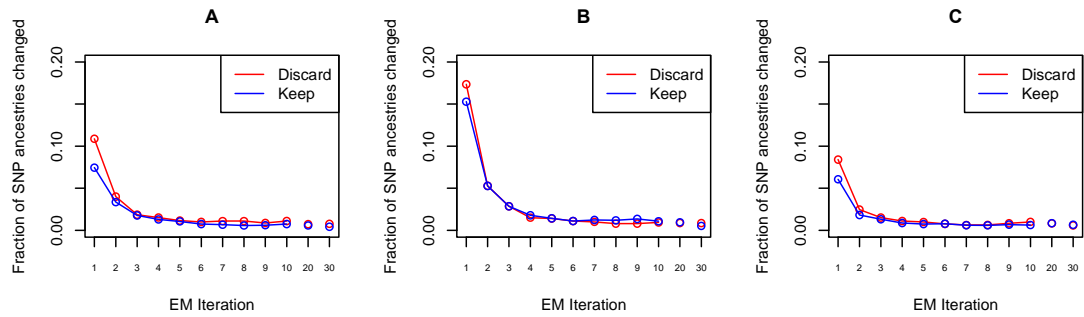 A
Fraction of SNP ancestries changed
0.20
0.10
0.00
Discard
Keep
1 2 3 4 5 6 7 8 9 10 20 30
EM Iteration
B
Fraction of SNP ancestries changed
0.20
0.10
0.00
Discard
Keep
1 2 3 4 5 6 7 8 9 10 20 30
EM Iteration
C
Fraction of SNP ancestries changed
0.20
0.10
0.00
Discard
Keep
1 2 3 4 5 6 7 8 9 10 20 30
EM Iteration